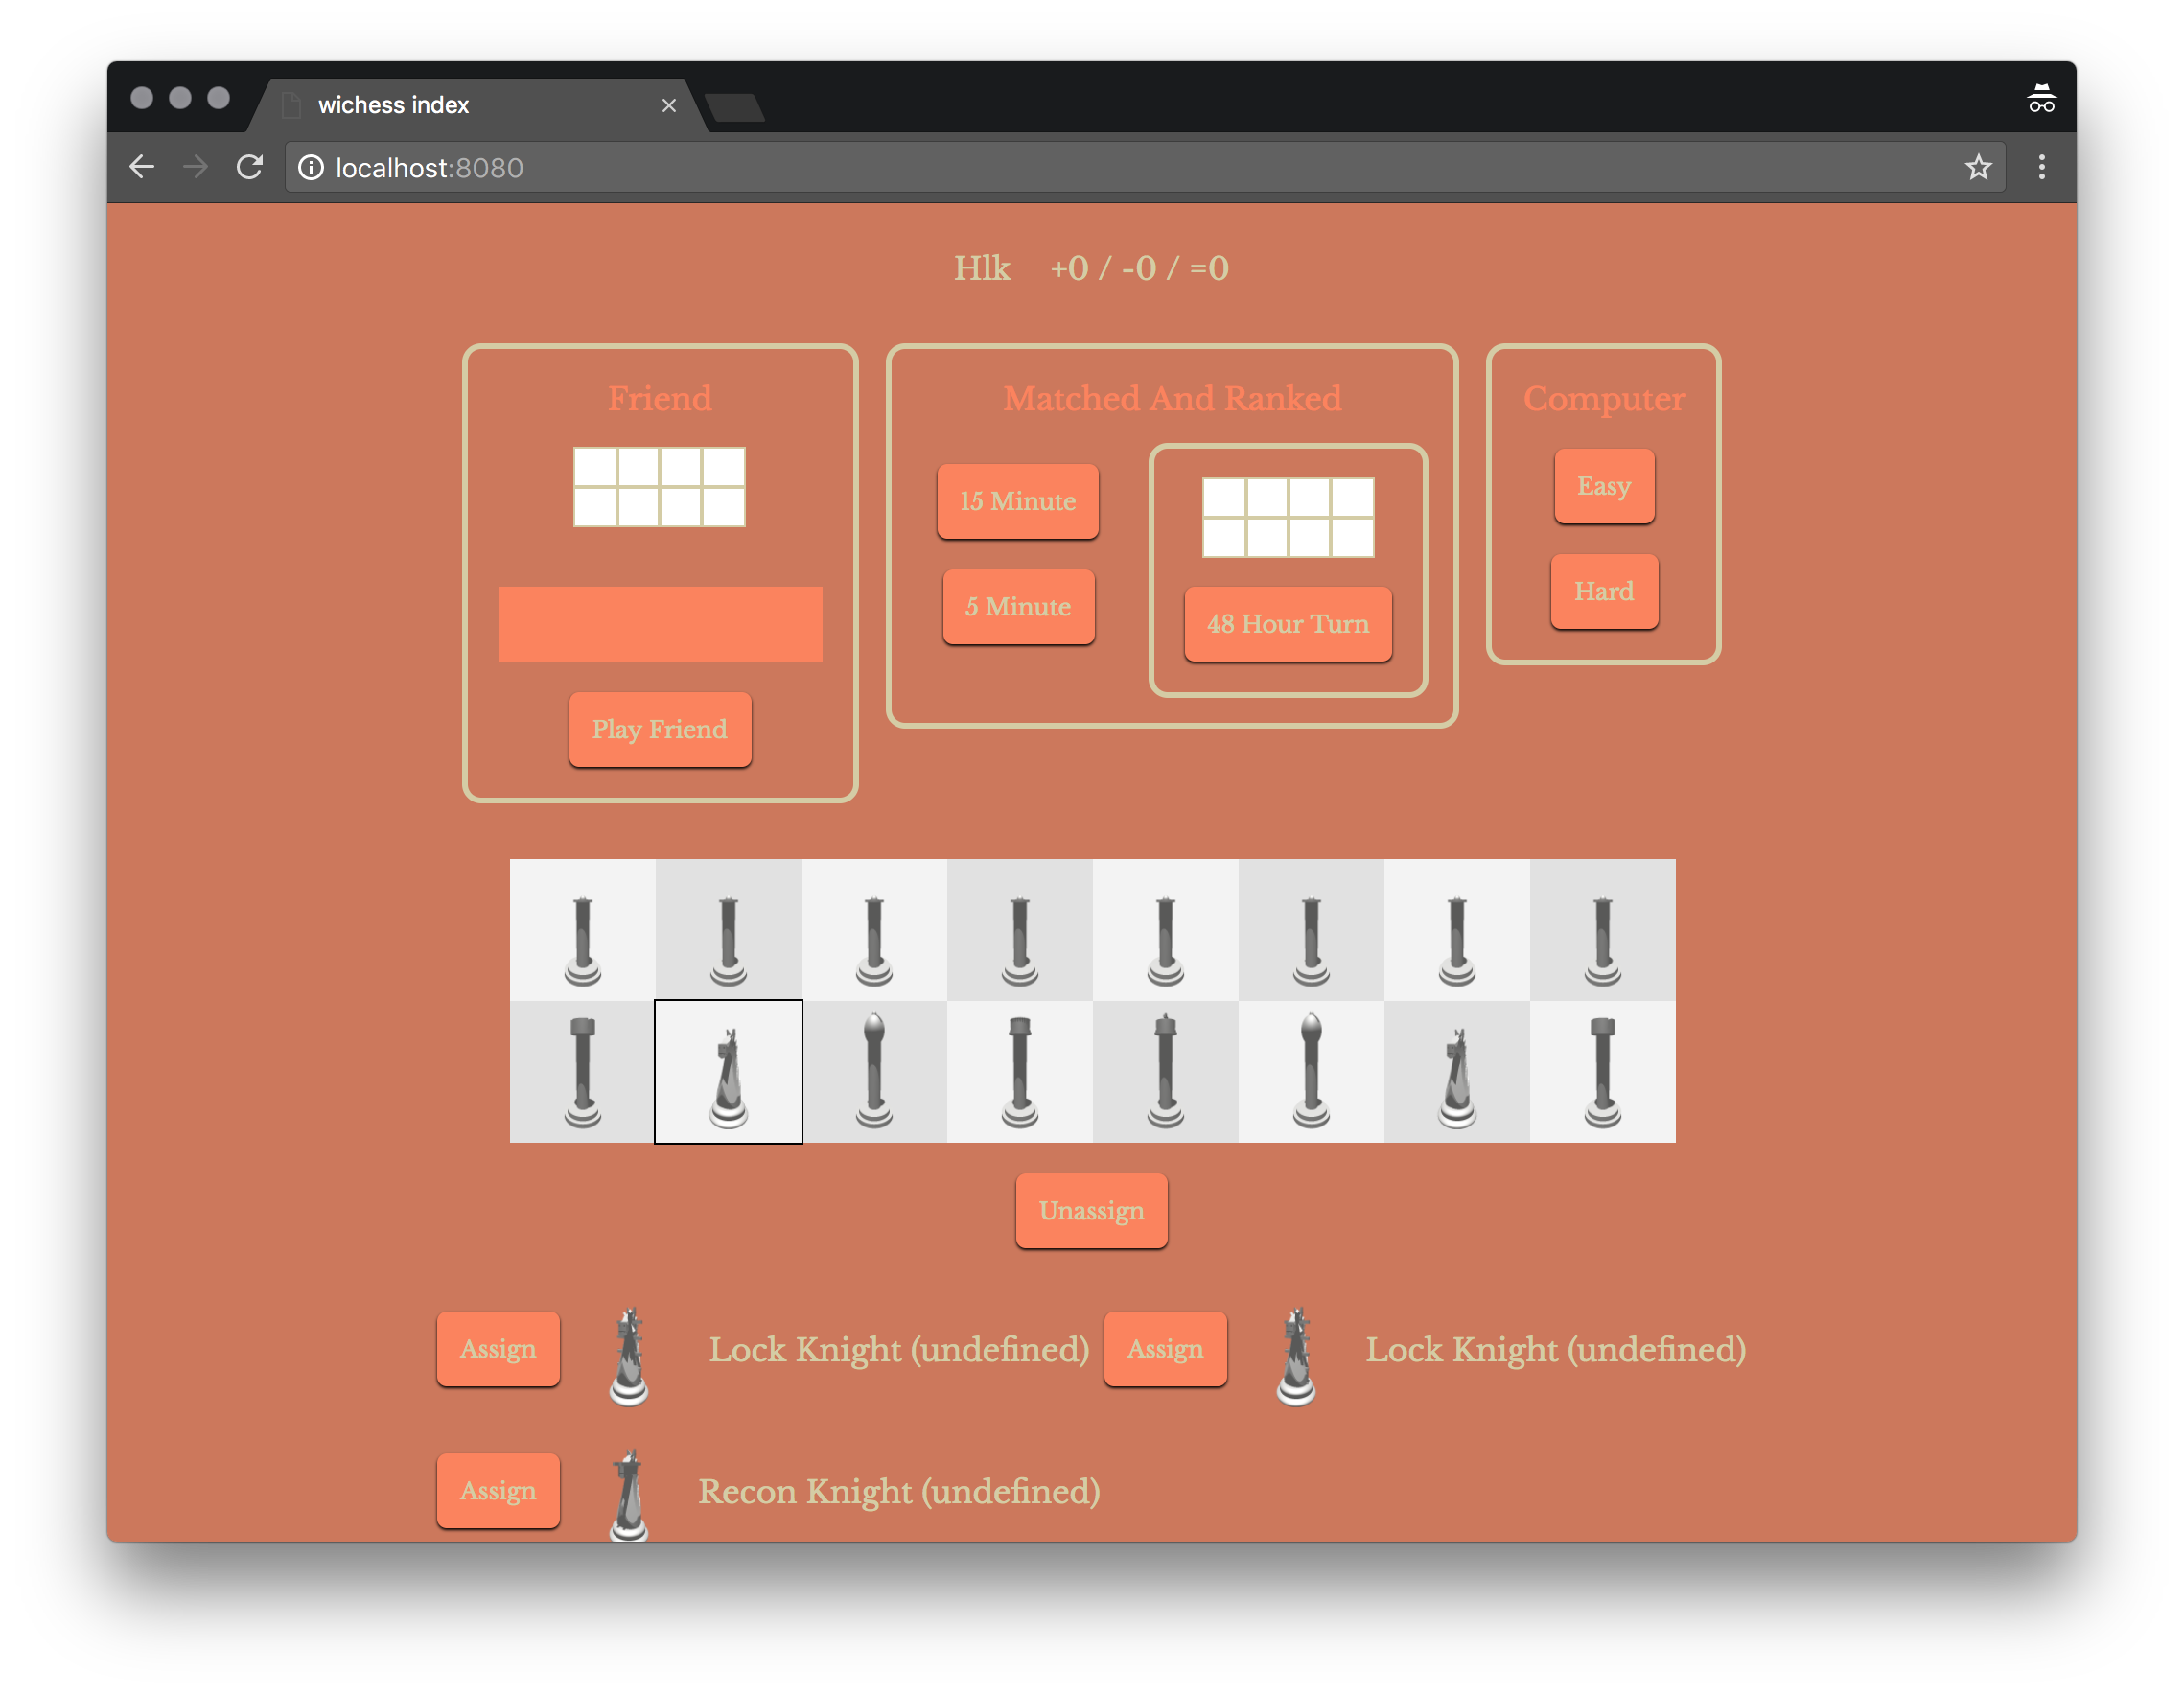 wichess index
localhost:8080
Hlk +0 / -0 / =0
Friend
Play Friend
Matched And Ranked
15 Minute
5 Minute
48 Hour Turn
Computer
Easy
Hard
Unassign
Assign Lock Knight (undefined) Assign Lock Knight (undefined)
Assign Recon Knight (undefined)